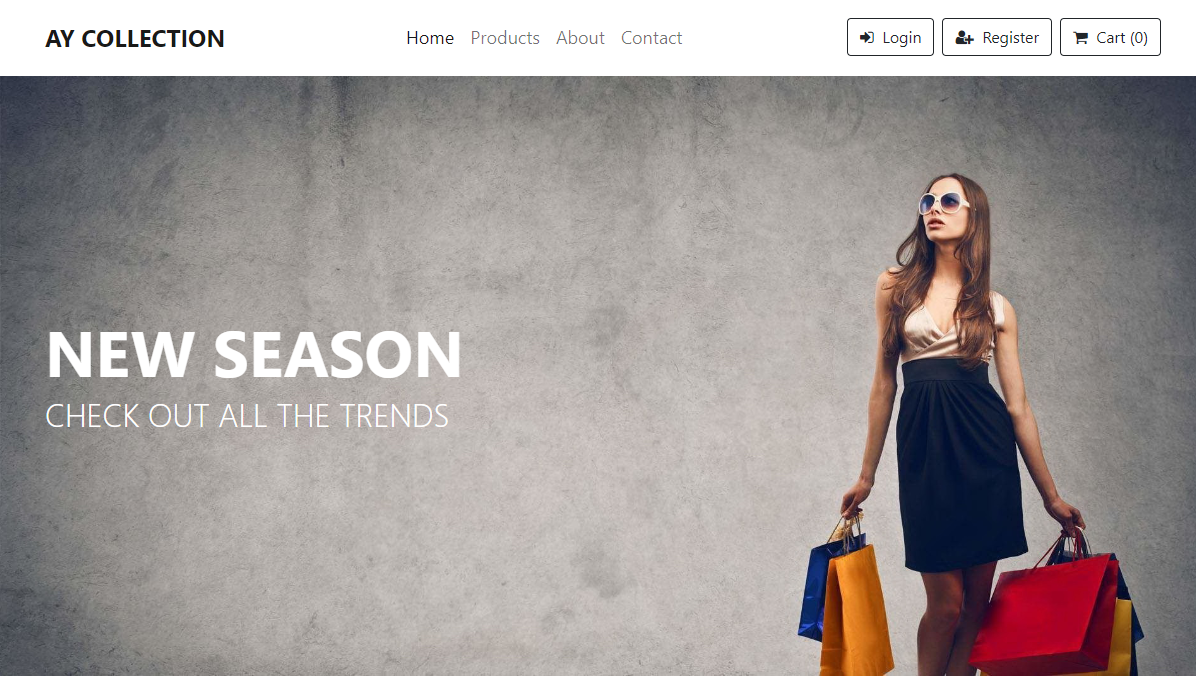 AY COLLECTION
Home Products About Contact
Login Register Cart (0)
NEW SEASON
CHECK OUT ALL THE TRENDS